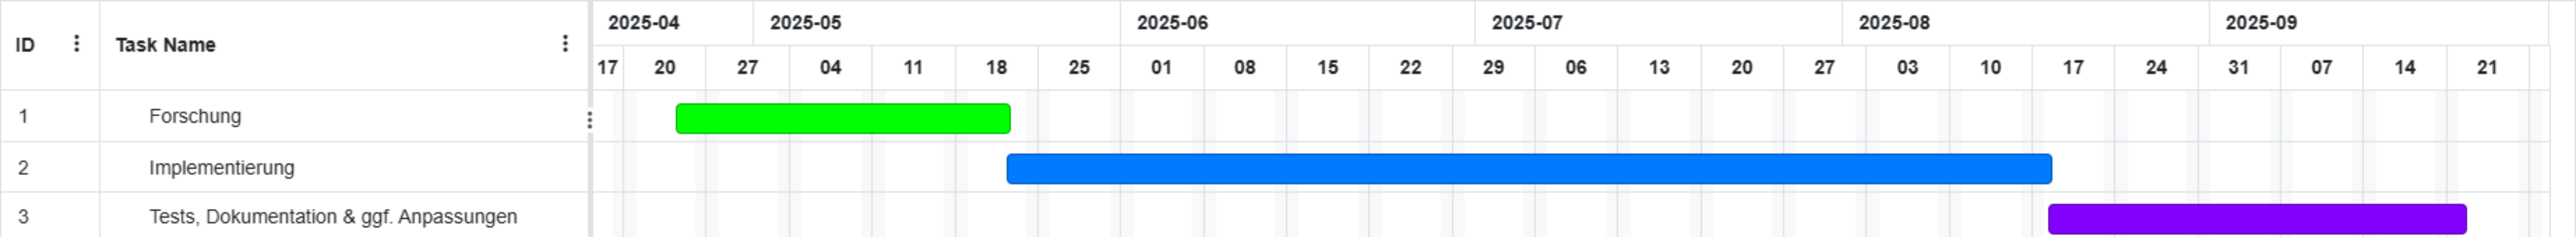 ID Task Name 2025-04 2025-05 2025-06 2025-07 2025-08 2025-09
17 20 27 04 11 18 25 01 08 15 22 29 06 13 20 27 03 10 17 24 31 07 14 21
1 Forschung
2 Implementierung
3 Tests, Dokumentation & ggf. Anpassungen